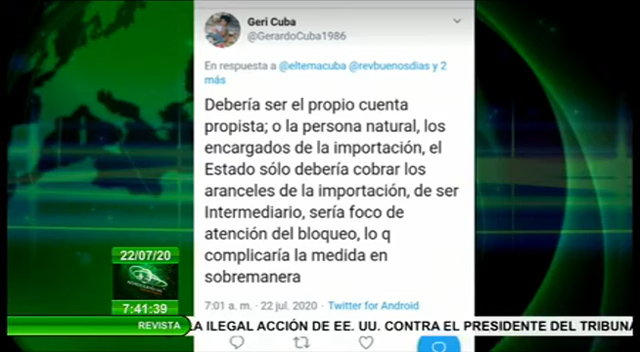 Geri Cuba
@GerardoCuba1986
En respuesta a @eltemacuba @revbuenosdias y 2
más
Debería ser el propio cuenta
propista; o la persona natural, los
encargados de la importación, el
Estado sólo debería cobrar los
aranceles de la importación, de ser
Intermediario, sería foco de
atención del bloqueo, lo q
complicaría la medida en
sobremanera
22/07/20
7:01 a. m. · 22 jul. 2020 · Twitter for Android
7:41:39
REVISTA
LA ILEGAL ACCIÓN DE EE. UU. CONTRA EL PRESIDENTE DEL TRIBUNA